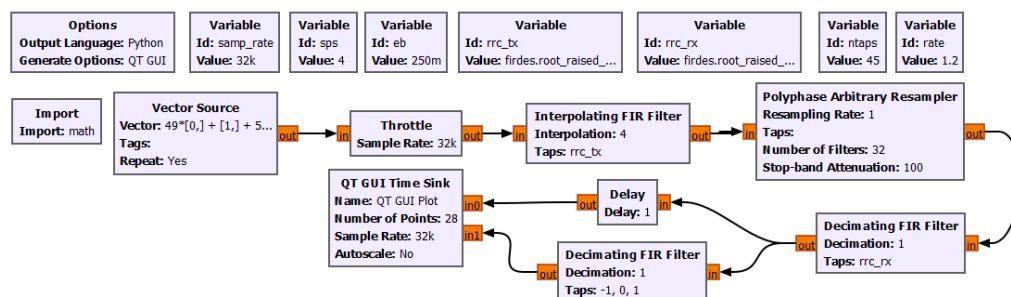 Options
Output Language: Python
Generate Options: QT GUI
Variable
Id: samp_rate
Value: 32k
Variable
Id: sps
Value: 4
Variable
Id: eb
Value: 250m
Variable
Id: rrc_tx
Value: firdes.root_raised_...
Variable
Id: rrc_rx
Value: firdes.root_raised_...
Variable
Id: ntaps
Value: 45
Variable
Id: rate
Value: 1.2
Import
Import: math
Vector Source
Vector: 49*[0,] + [1,] + 5...
Tags:
Repeat: Yes
out
in
Throttle
Sample Rate: 32k
out
in
Interpolating FIR Filter
Interpolation: 4
Taps: rrc_tx
out
in
Polyphase Arbitrary Resampler
Resampling Rate: 1
Taps:
Number of Filters: 32
Stop-band Attenuation: 100
out
QT GUI Time Sink
Name: QT GUI Plot
Number of Points: 28
Sample Rate: 32k
Autoscale: No
in0
in1
out
Delay
Delay: 1
in
out
Decimating FIR Filter
Decimation: 1
Taps: rrc_rx
in
out
Decimating FIR Filter
Decimation: 1
Taps: -1, 0, 1
in